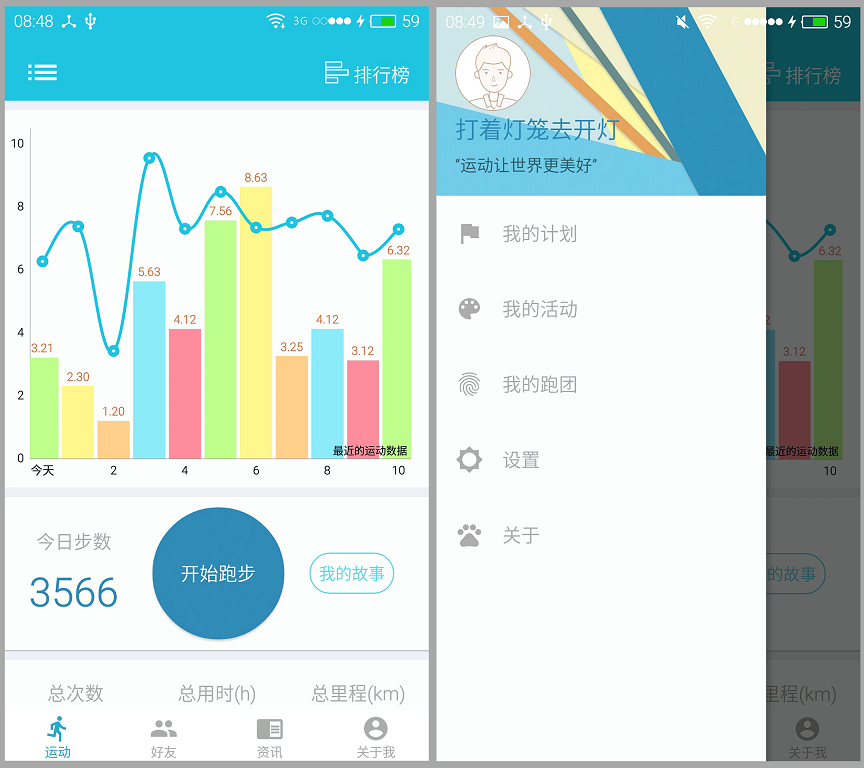 08:48
3G
59
排行榜
10
8
6
4
2
0
3.21
2.30
1.20
5.63
4.12
7.56
8.63
3.25
4.12
3.12
6.32
最近的运动数据
今天
2
4
6
8
10
今日步数
3566
开始跑步
我的故事
总次数
总用时(h)
总里程(km)
运动
好友
资讯
关于我
08:49
59
打着灯笼去开灯
“运动让世界更美好”
我的计划
我的活动
我的跑团
设置
关于
排行榜
6.32
2
3.12
最近的运动数据
10
的故事
里程(km)
关于我